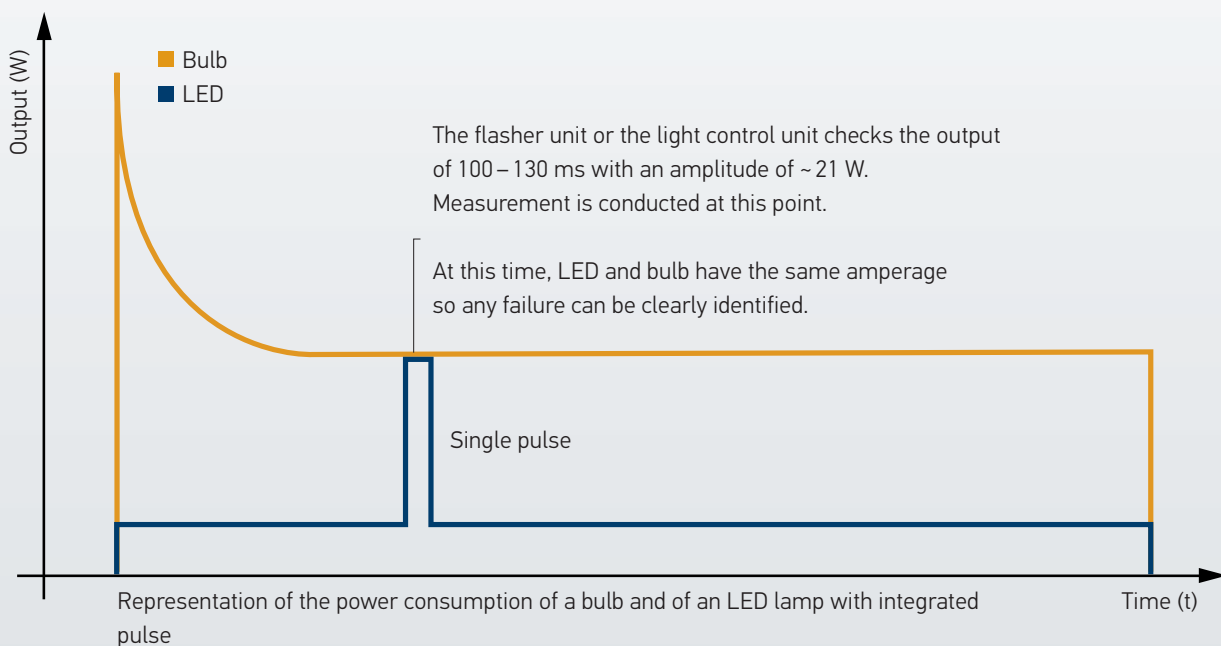 Output (W)
Bulb
LED
The flasher unit or the light control unit checks the output
of 100 – 130 ms with an amplitude of ~ 21 W.
Measurement is conducted at this point.
At this time, LED and bulb have the same amperage
so any failure can be clearly identified.
Single pulse
Representation of the power consumption of a bulb and of an LED lamp with integrated
pulse
Time (t)